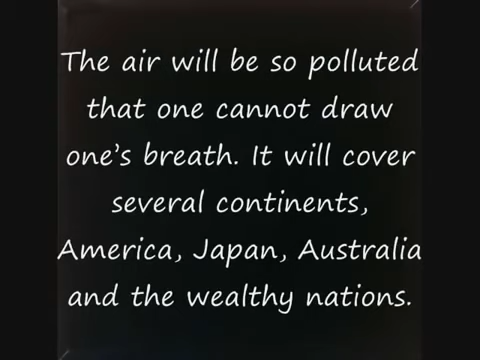 The air will be so polluted
that one cannot draw
one's breath. It will cover
several continents,
America, Japan, Australia
and the wealthy nations.